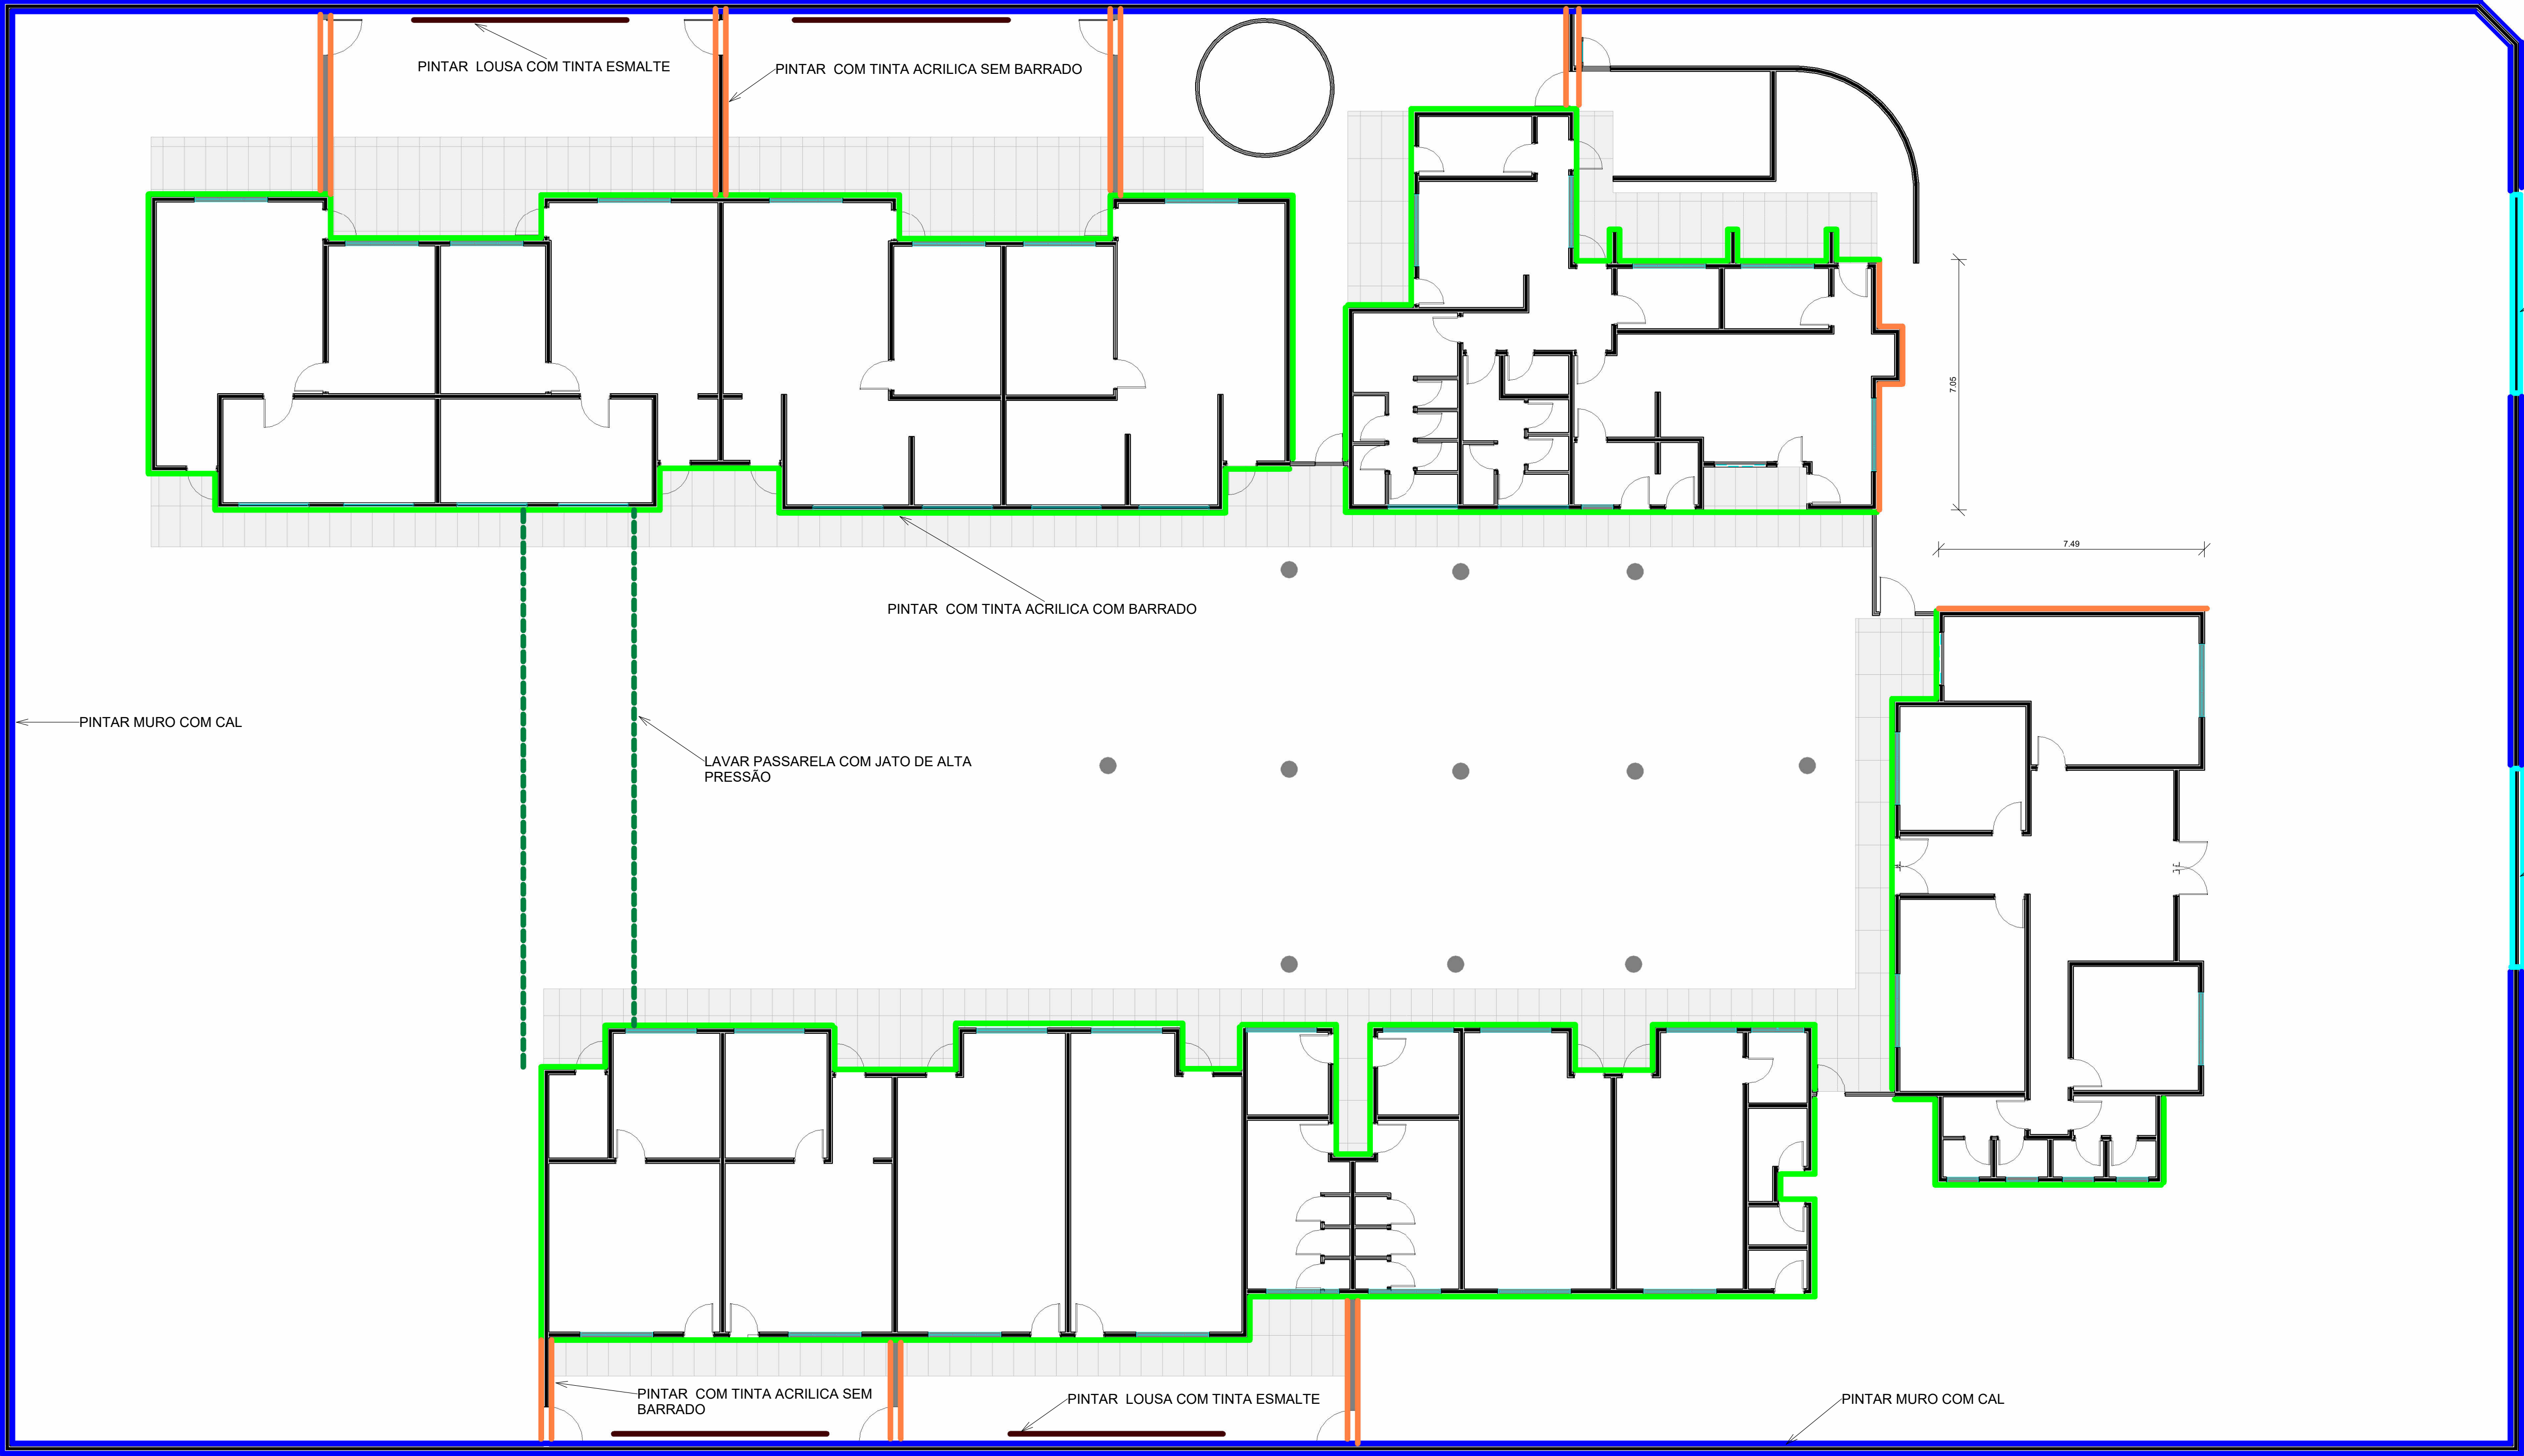 PINTAR LOUSA COM TINTA ESMALTE
PINTAR COM TINTA ACRILICA SEM BARRADO
7.05
7.49
PINTAR COM TINTA ACRILICA COM BARRADO
PINTAR MURO COM CAL
LAVAR PASSARELA COM JATO DE ALTA
PRESSÃO
PINTAR COM TINTA ACRILICA SEM
BARRADO
PINTAR LOUSA COM TINTA ESMALTE
PINTAR MURO COM CAL